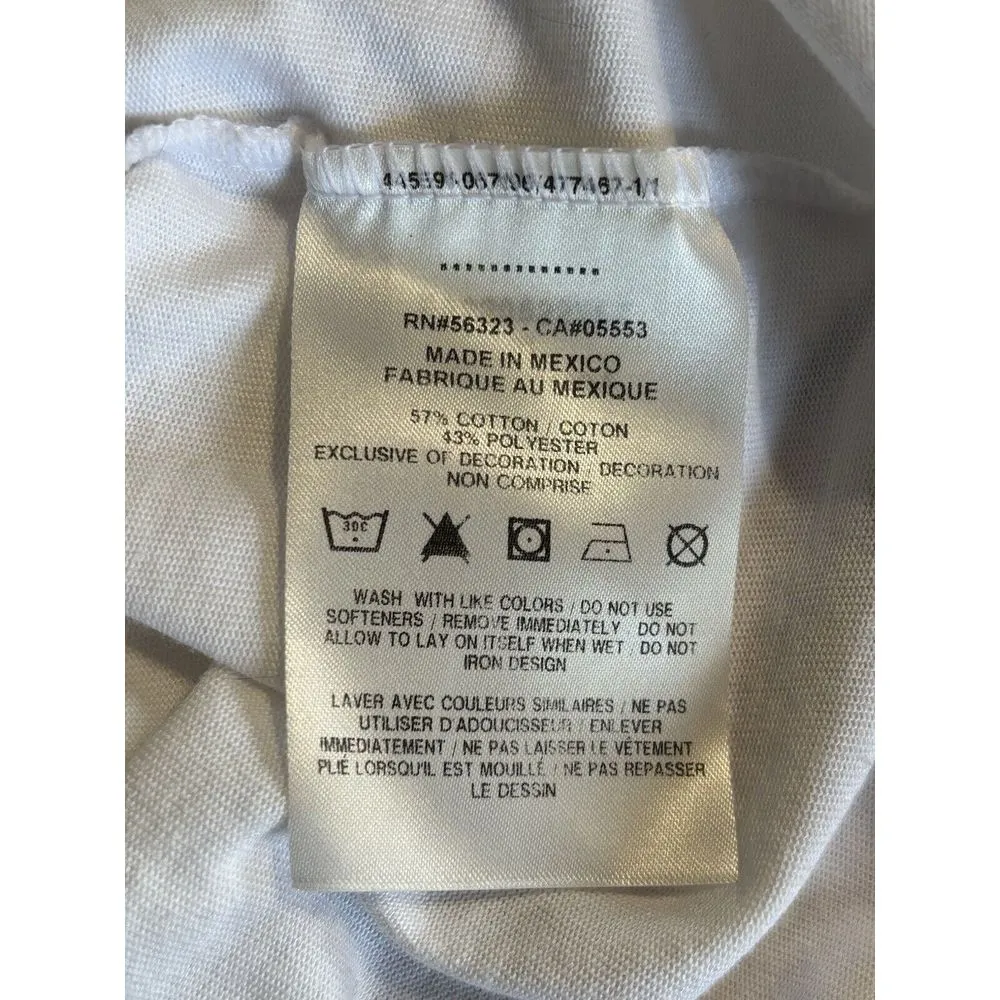 RN#56323 - CA#05553
MADE IN MEXICO
FABRIQUE AU MEXIQUE
57% COTTON / COTON
43% POLYESTER
EXCLUSIVE OF DECORATION / DECORATION
NON COMPRISE
30C
WASH WITH LIKE COLORS / DO NOT USE
SOFTENERS / REMOVE IMMEDIATELY DO NOT
ALLOW TO LAY ON ITSELF WHEN WET DO NOT
IRON DESIGN
LAVER AVEC COULEURS SIMILAIRES / NE PAS
UTILISER D'ADOUCISSEUR / ENLEVER
IMMEDIATEMENT / NE PAS LAISSER LE VÊTEMENT
PLIÉ LORSQU'IL EST MOUILLÉ / NE PAS REPASSER
LE DESSIN